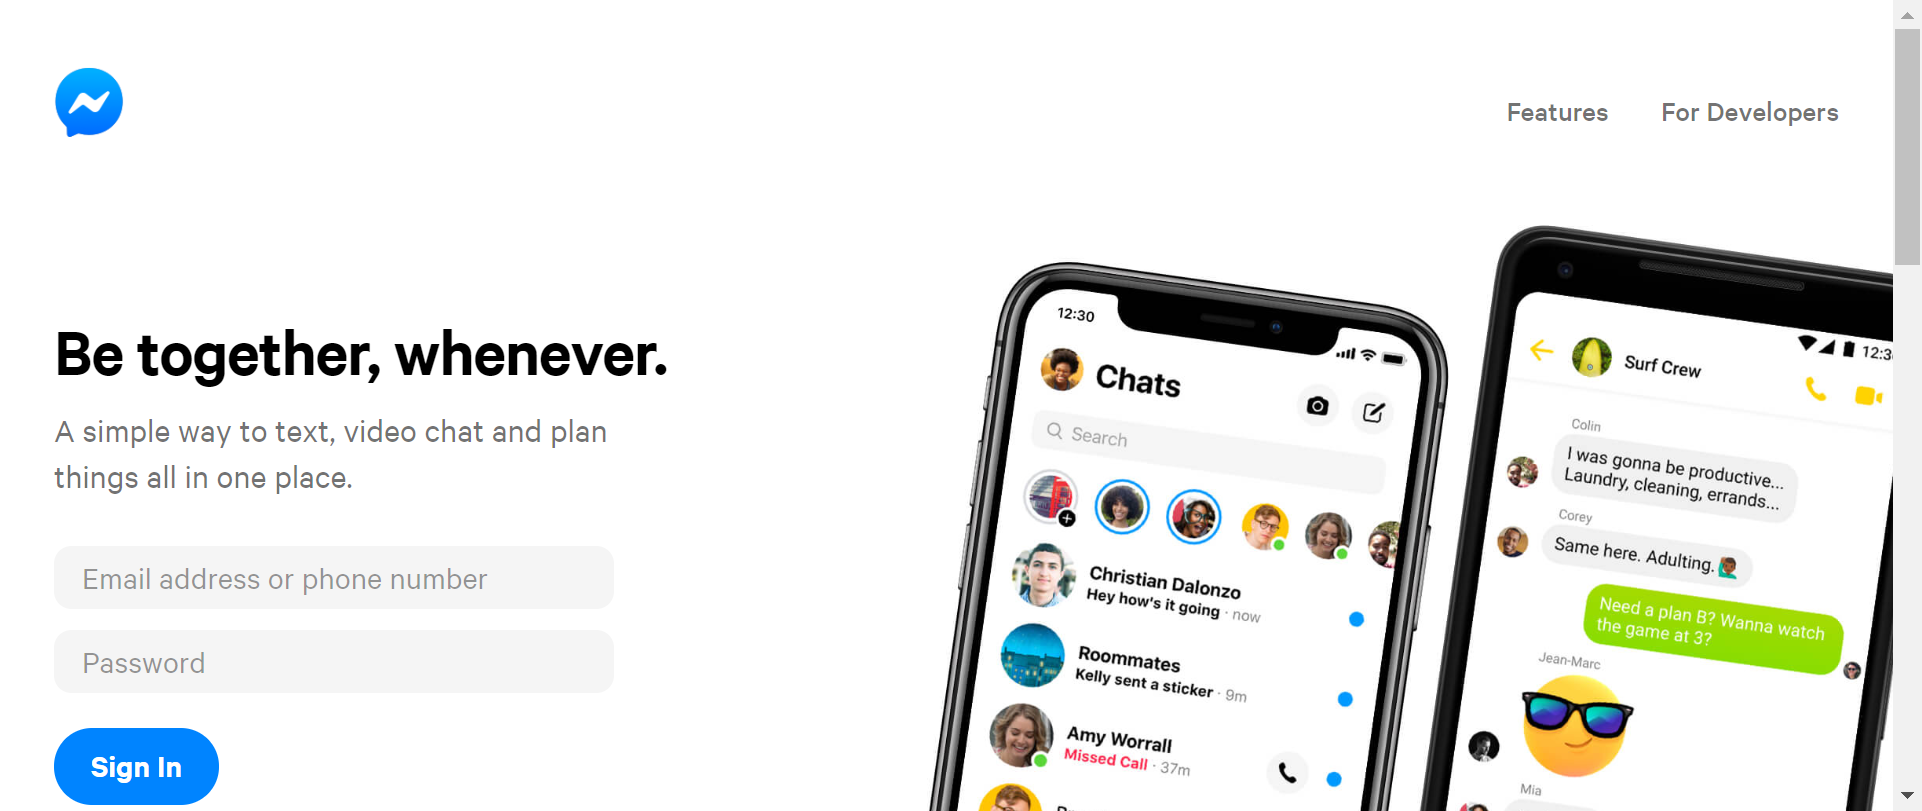 Features
For Developers
Be together, whenever.
A simple way to text, video chat and plan
things all in one place.
Email address or phone number
Password
Sign In
12:30
Chats
Search
Christian Dalonzo
Hey how's it going · now
Roommates
Kelly sent a sticker · 9m
Amy Worrall
Missed Call · 37m
Surf Crew
Colin
I was gonna be productive...
Laundry, cleaning, errands...
Corey
Same here. Adulting.
Need a plan B? Wanna watch
the game at 3?
Jean-Marc
Mia